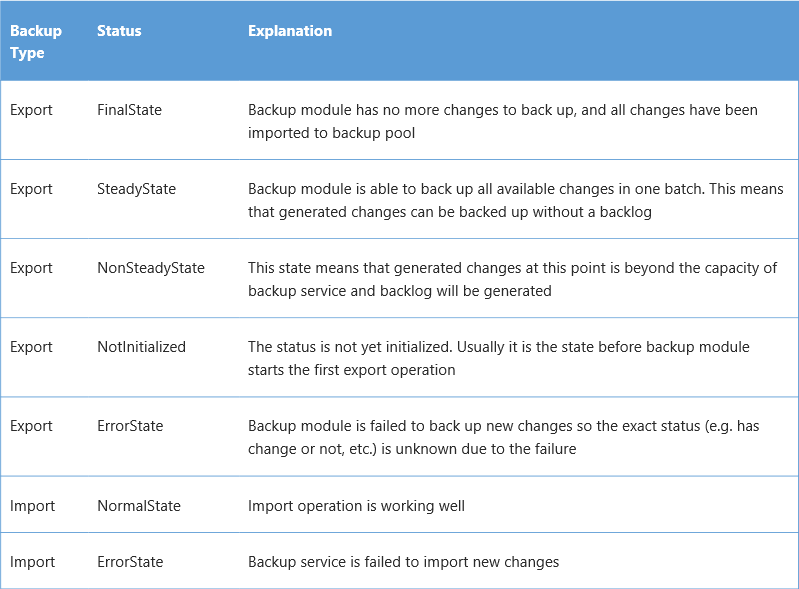 Backup Type Status Explanation
Export FinalState Backup module has no more changes to back up, and all changes have been
imported to backup pool
Export SteadyState Backup module is able to back up all available changes in one batch. This means
that generated changes can be backed up without a backlog
Export NonSteadyState This state means that generated changes at this point is beyond the capacity of
backup service and backlog will be generated
Export NotInitialized The status is not yet initialized. Usually it is the state before backup module
starts the first export operation
Export ErrorState Backup module is failed to back up new changes so the exact status (e.g. has
change or not, etc.) is unknown due to the failure
Import NormalState Import operation is working well
Import ErrorState Backup service is failed to import new changes